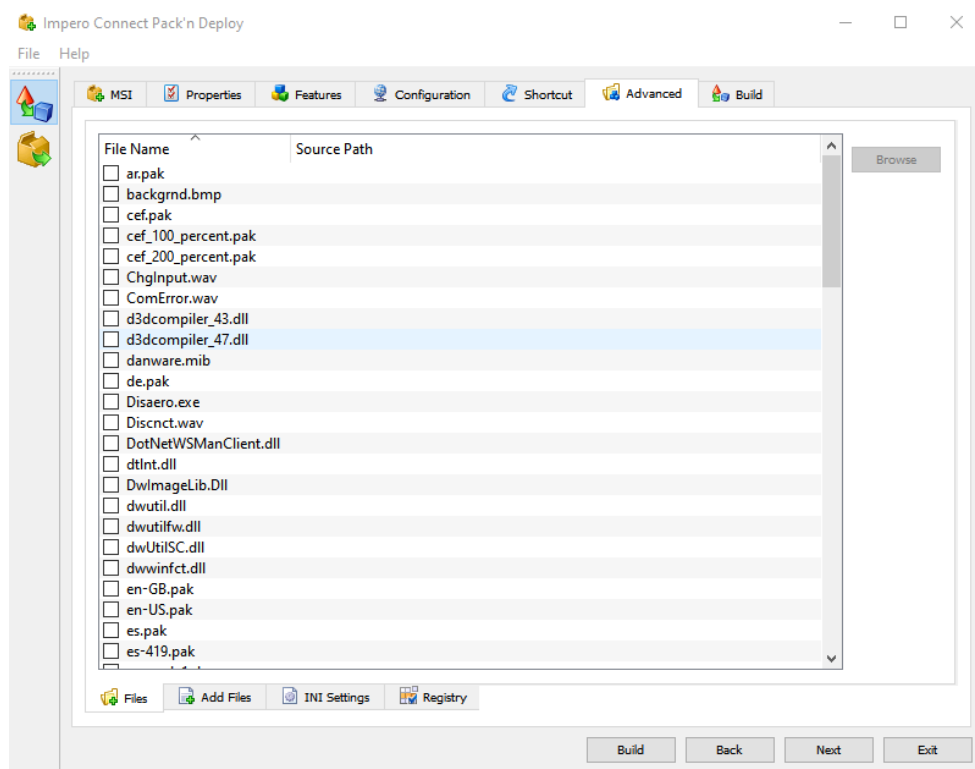 Impero Connect Pack'n Deploy
File Help
MSI Properties Features Configuration Shortcut Advanced Build
File Name Source Path
Browse
ar.pak
backgrnd.bmp
cef.pak
cef_100_percent.pak
cef_200_percent.pak
ChgInput.wav
ComError.wav
d3dcompiler_43.dll
d3dcompiler_47.dll
danware.mib
de.pak
Disaero.exe
Discnct.wav
DotNetWSManClient.dll
dtlnt.dll
DwImageLib.Dll
dwutil.dll
dwutilfw.dll
dwUtilSC.dll
dwwinfct.dll
en-GB.pak
en-US.pak
es.pak
es-419.pak
Files Add Files INI Settings Registry
Build Back Next Exit